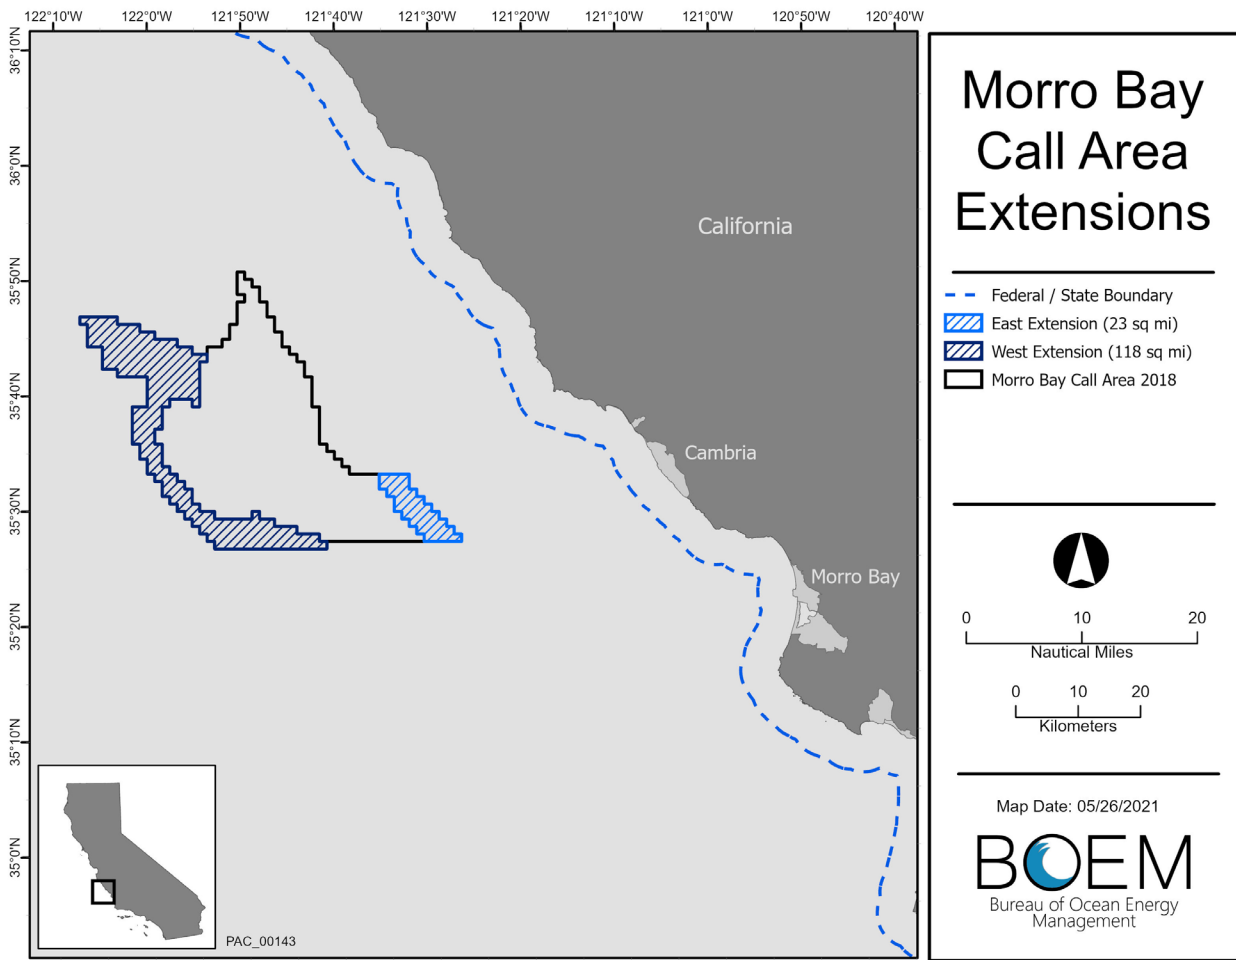 122°10'W 122°0'W 121°50'W 121°40'W 121°30'W 121°20'W 121°10'W 121°0'W 120°50'W 120°40'W
36°10'N
36°0'N
35°50'N
35°40'N
35°30'N
35°20'N
35°10'N
35°0'N
California
Cambria
Morro Bay
PAC_00143
Morro Bay
Call Area
Extensions
Federal / State Boundary
East Extension (23 sq mi)
West Extension (118 sq mi)
Morro Bay Call Area 2018
0 10 20
Nautical Miles
0 10 20
Kilometers
Map Date: 05/26/2021
BOEM
Bureau of Ocean Energy
Management